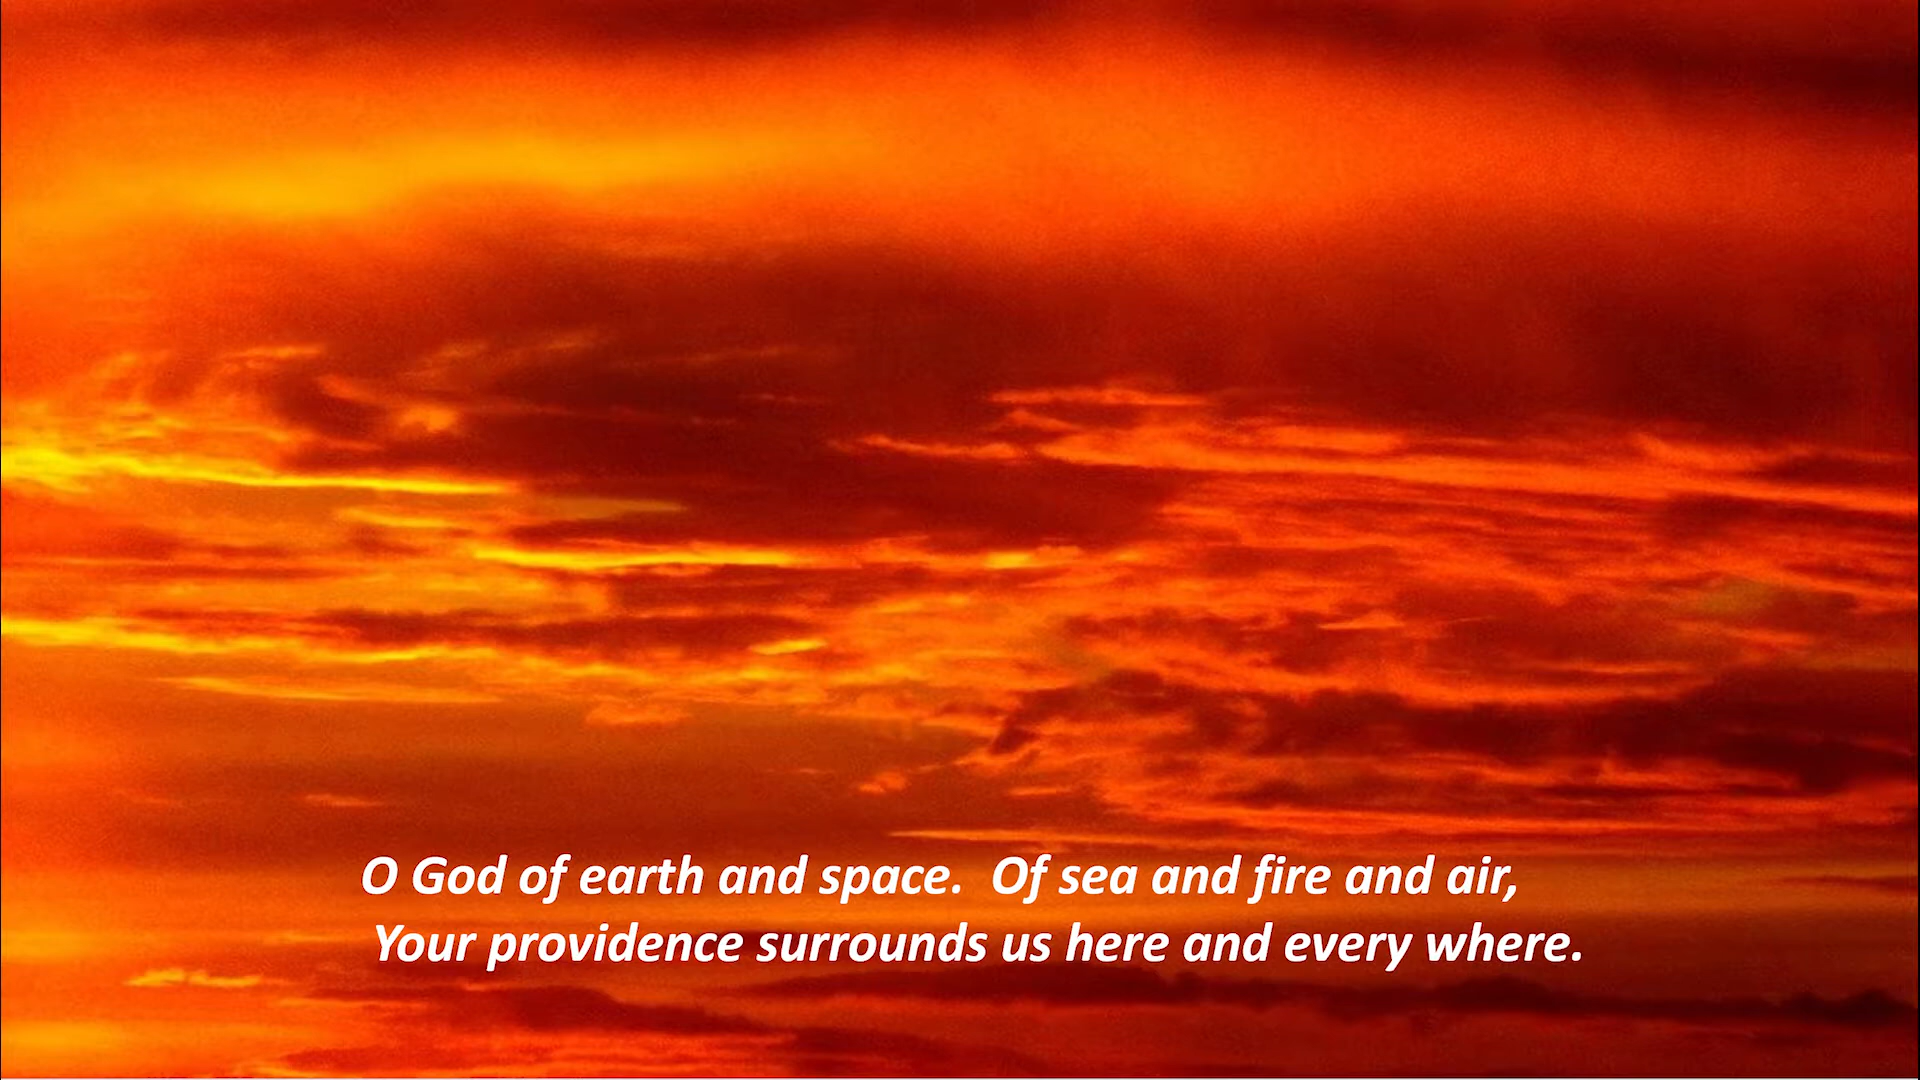 O God of earth and space.  Of sea and fire and air,
Your providence surrounds us here and every where.